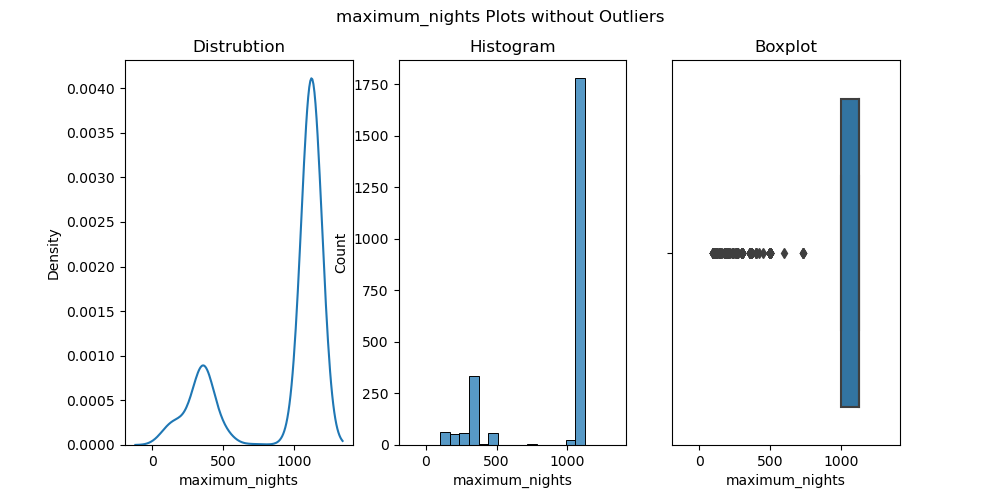 maximum_nights Plots without Outliers
Distrubtion
0.0040
0.0035
0.0030
0.0025
0.0020
0.0015
0.0010
0.0005
0.0000
Density
0 500 1000
maximum_nights
Histogram
1750
1500
1250
1000
750
500
250
0
Count
0 500 1000
maximum_nights
Boxplot
0 500 1000
maximum_nights